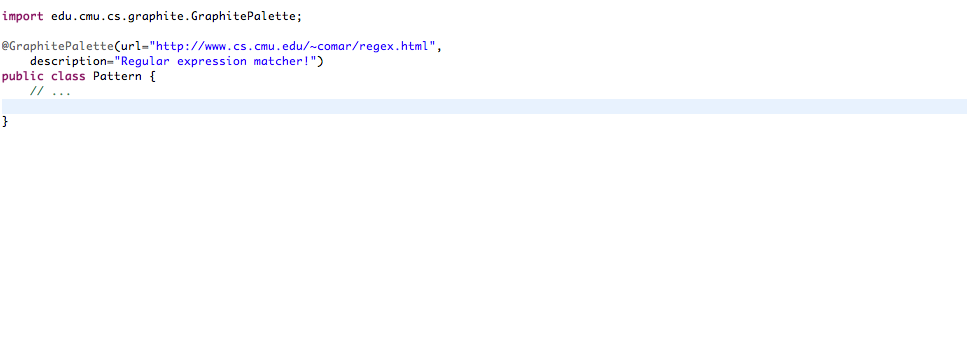 import edu.cmu.cs.graphite.GraphitePalette;
@GraphitePalette(url="http://www.cs.cmu.edu/~comar/regex.html",
description="Regular expression matcher!")
public class Pattern {
// ...
}